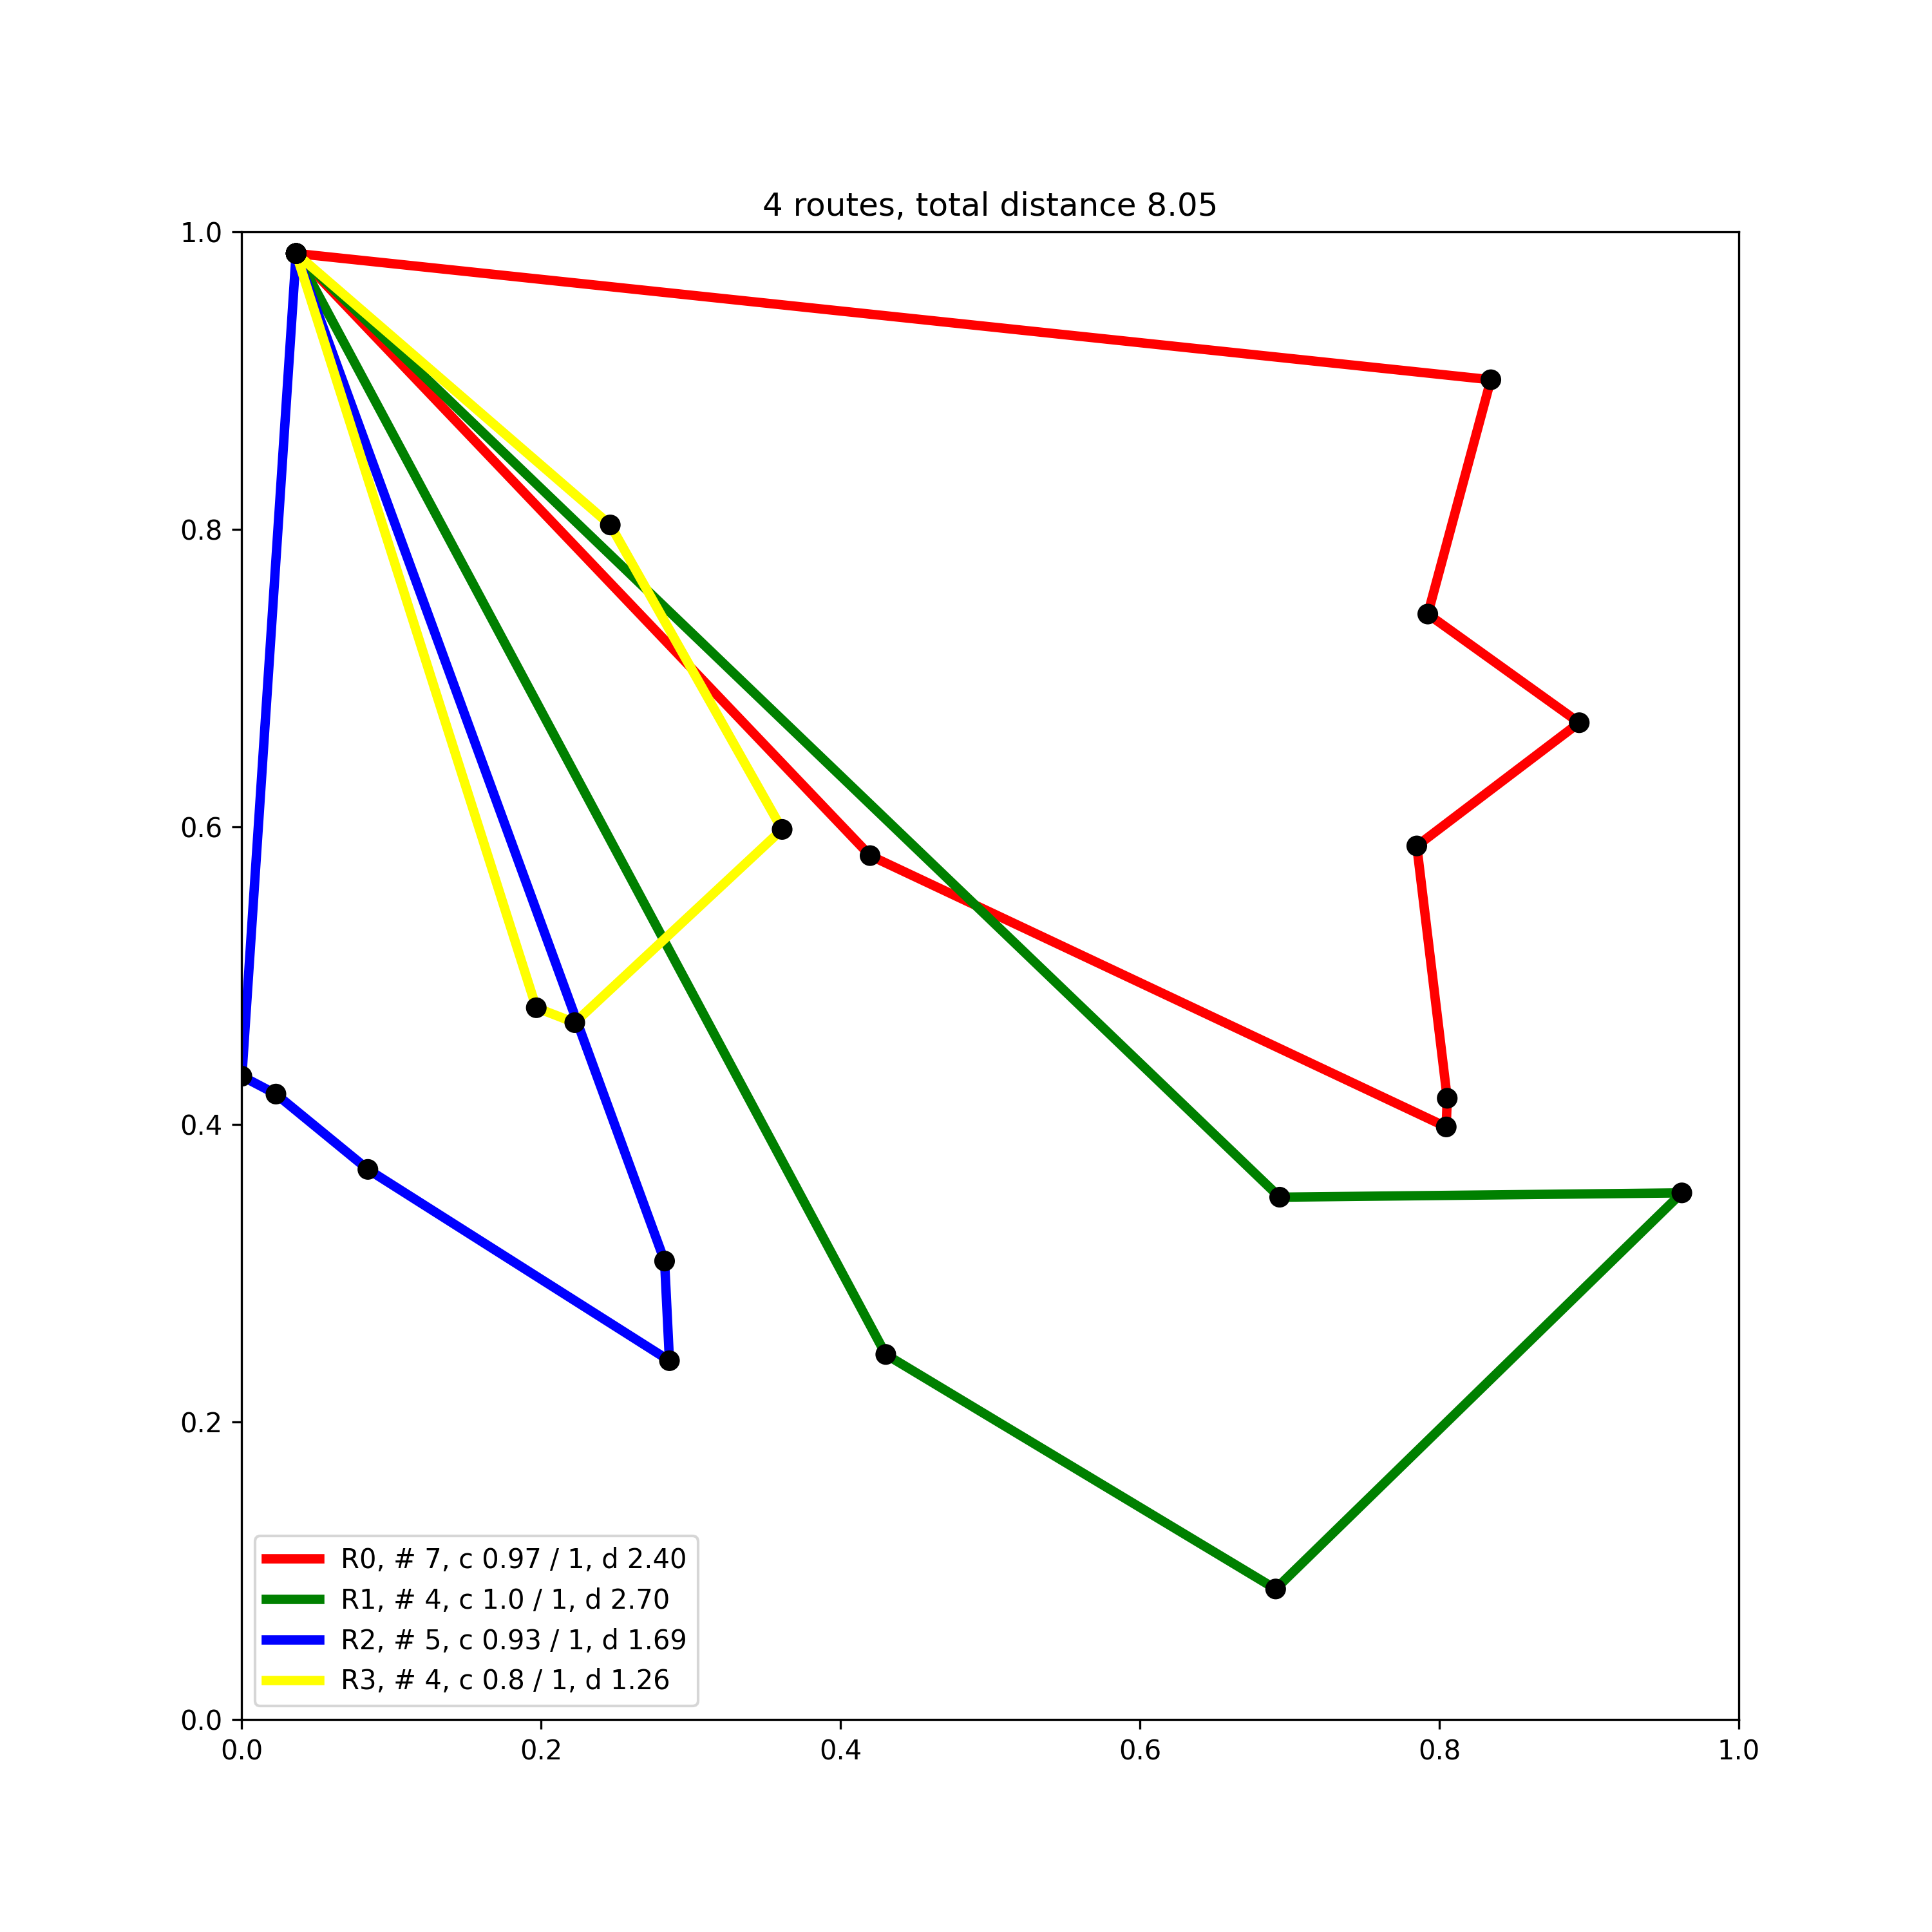 4 routes, total distance 8.05
1.0
0.8
0.6
0.4
0.2
0.0
R0, # 7, c 0.97 / 1, d 2.40
R1, # 4, c 1.0 / 1, d 2.70
R2, # 5, c 0.93 / 1, d 1.69
R3, # 4, c 0.8 / 1, d 1.26
0.0 0.2 0.4 0.6 0.8 1.0